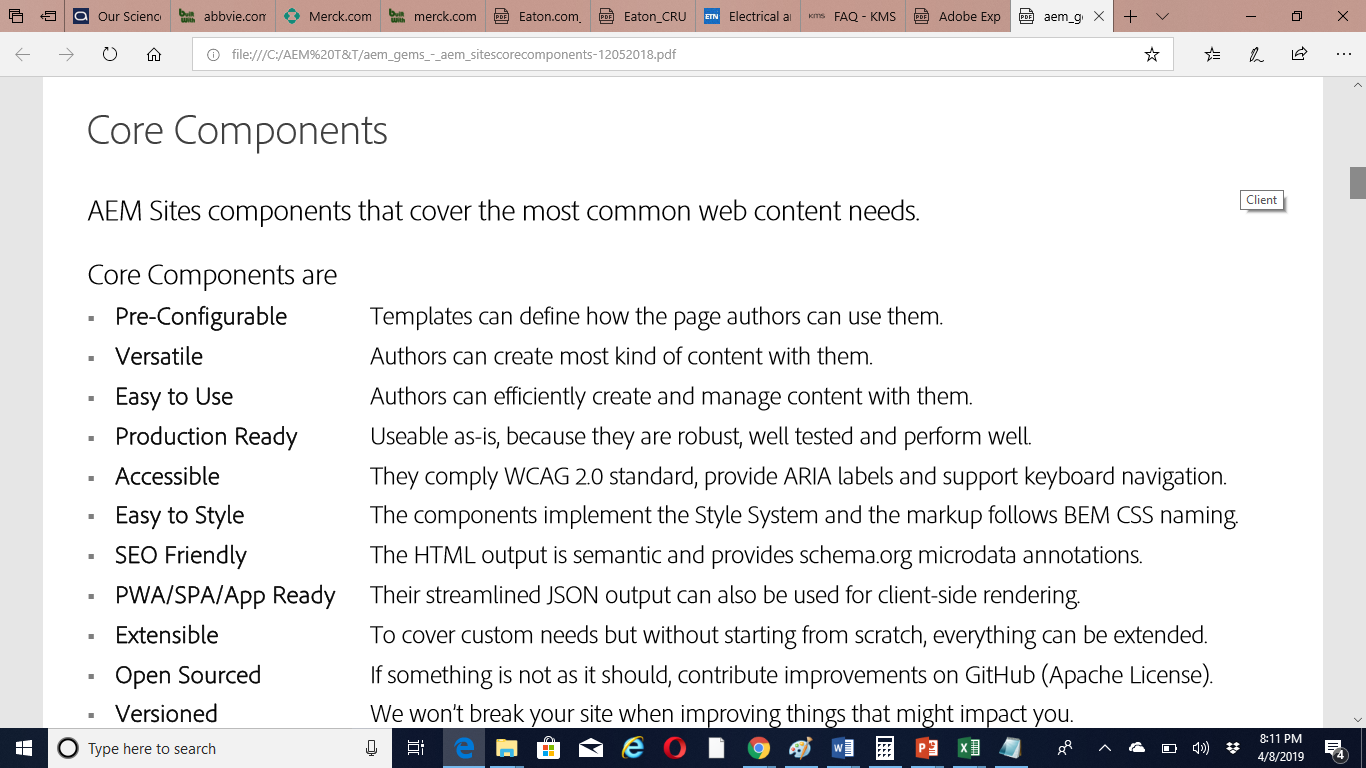 Our Scienc
abbvie.com
Merck.com
merck.com
Eaton.com_
Eaton_CRU
ETN Electrical an
KMS FAQ - KMS
Adobe Exp
aem_ge
file:///C:/AEM%20T&T/aem_gems_-_aem_sitescorecomponents-12052018.pdf
Core Components
AEM Sites components that cover the most common web content needs.
Client
Core Components are
Pre-Configurable Templates can define how the page authors can use them.
Versatile Authors can create most kind of content with them.
Easy to Use Authors can efficiently create and manage content with them.
Production Ready Useable as-is, because they are robust, well tested and perform well.
Accessible They comply WCAG 2.0 standard, provide ARIA labels and support keyboard navigation.
Easy to Style The components implement the Style System and the markup follows BEM CSS naming.
SEO Friendly The HTML output is semantic and provides schema.org microdata annotations.
PWA/SPA/App Ready Their streamlined JSON output can also be used for client-side rendering.
Extensible To cover custom needs but without starting from scratch, everything can be extended.
Open Sourced If something is not as it should, contribute improvements on GitHub (Apache License).
Versioned We won't break your site when improving things that might impact you.
Type here to search
8:11 PM
4/8/2019
4